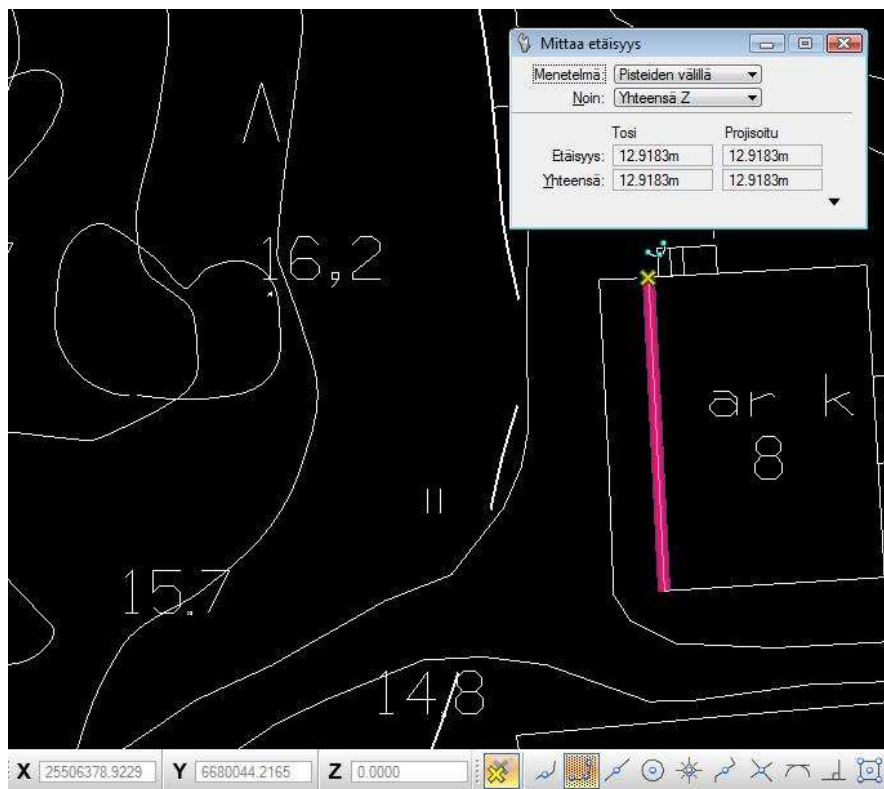 Mittaa etäisyys
Menetelmä: Pisteiden välillä
Noin: Yhteensä Z
Tosi Projisoitu
Etäisyys: 12.9183m 12.9183m
Yhteensä: 12.9183m 12.9183m
16,2
ar k
8
15.7
14,8
X 25506378.9229 Y 6680044.2165 Z 0.0000